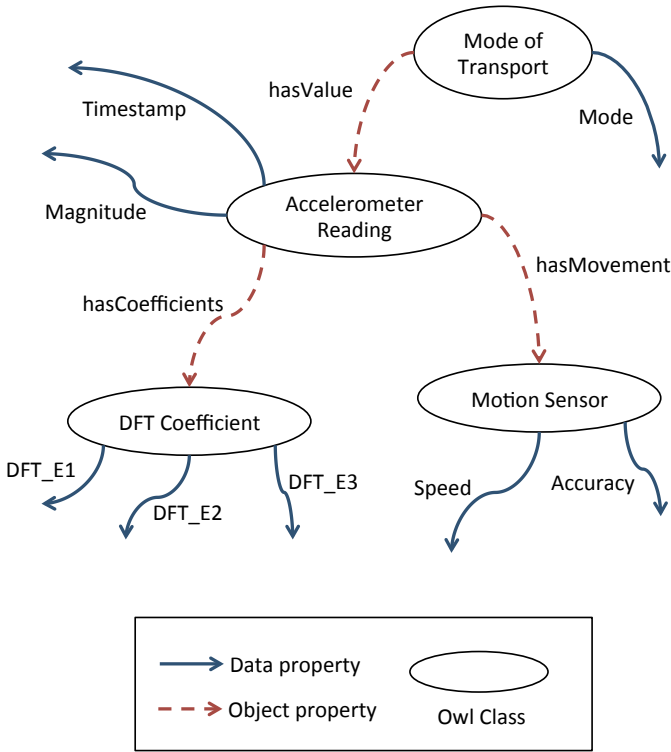 Mode of
Transport
hasValue
Timestamp
Mode
Magnitude
Accelerometer
Reading
hasMovement
hasCoefficients
DFT Coefficient
Motion Sensor
DFT_E1
DFT_E2
DFT_E3
Speed
Accuracy
Data property
Object property
Owl Class